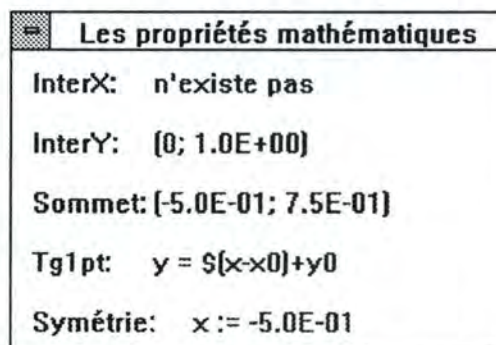 Les propriétés mathématiques
InterX: n'existe pas
InterY: (0; 1.0E+00)
Sommet: (-5.0E-01; 7.5E-01)
Tg1pt: y = $(x-x0)+y0
Symétrie: x := -5.0E-01